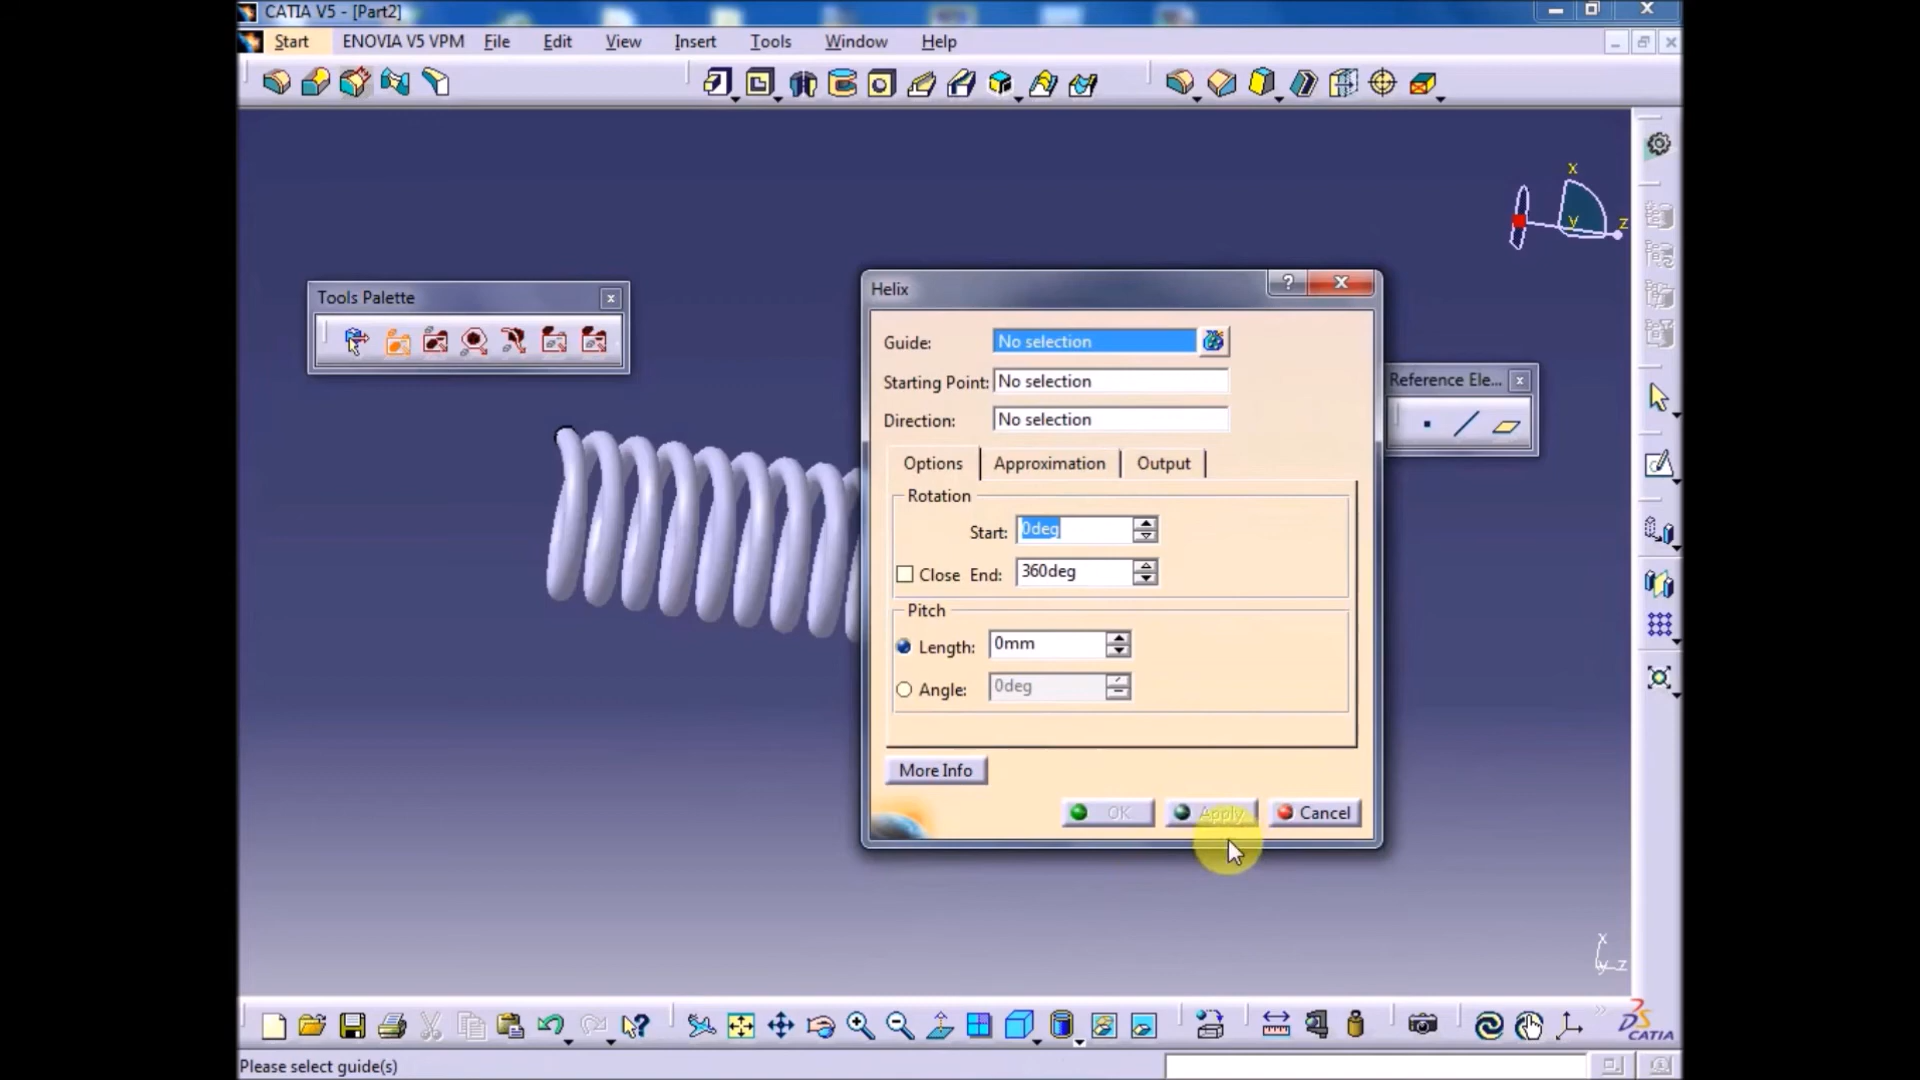 CATIA V5 - [Part2]
Start ENOVIA V5 VPM File Edit View Insert Tools Window Help
x
y
z
Tools Palette
Helix
?
Guide: No selection
Starting Point: No selection
Direction: No selection
Reference Ele...
Options Approximation Output
Rotation
Start: 0deg
Close End: 360deg
Pitch
Length: 0mm
Angle: 0deg
More Info
OK Apply Cancel
x
y z
CATIA
Please select guide(s)